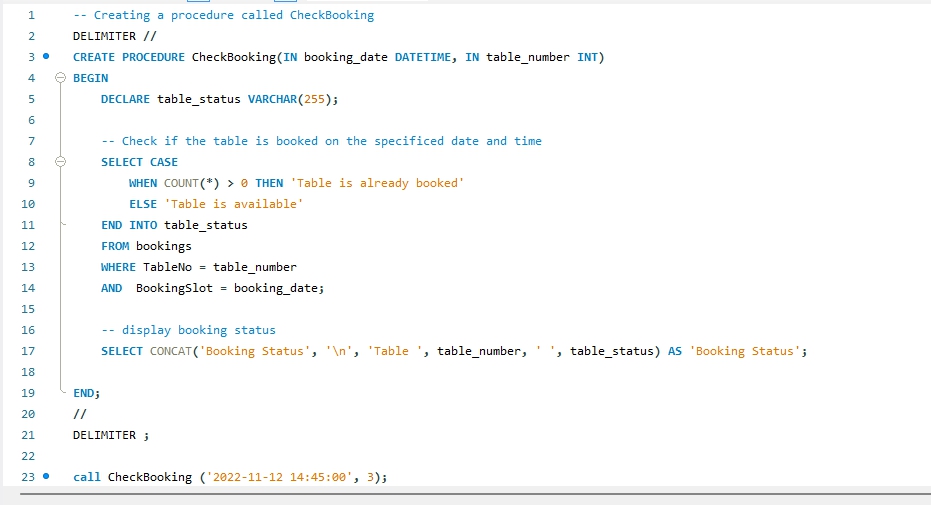 1 -- Creating a procedure called CheckBooking
2 DELIMITER //
3 CREATE PROCEDURE CheckBooking(IN booking_date DATETIME, IN table_number INT)
4 BEGIN
5     DECLARE table_status VARCHAR(255);
6
7     -- Check if the table is booked on the specificed date and time
8     SELECT CASE
9         WHEN COUNT(*) > 0 THEN 'Table is already booked'
10         ELSE 'Table is available'
11     END INTO table_status
12     FROM bookings
13     WHERE TableNo = table_number
14     AND  BookingSlot = booking_date;
15
16     -- display booking status
17     SELECT CONCAT('Booking Status', '\n', 'Table ', table_number, ' ', table_status) AS 'Booking Status';
18
19 END;
20 //
21 DELIMITER ;
22
23 call CheckBooking ('2022-11-12 14:45:00', 3);